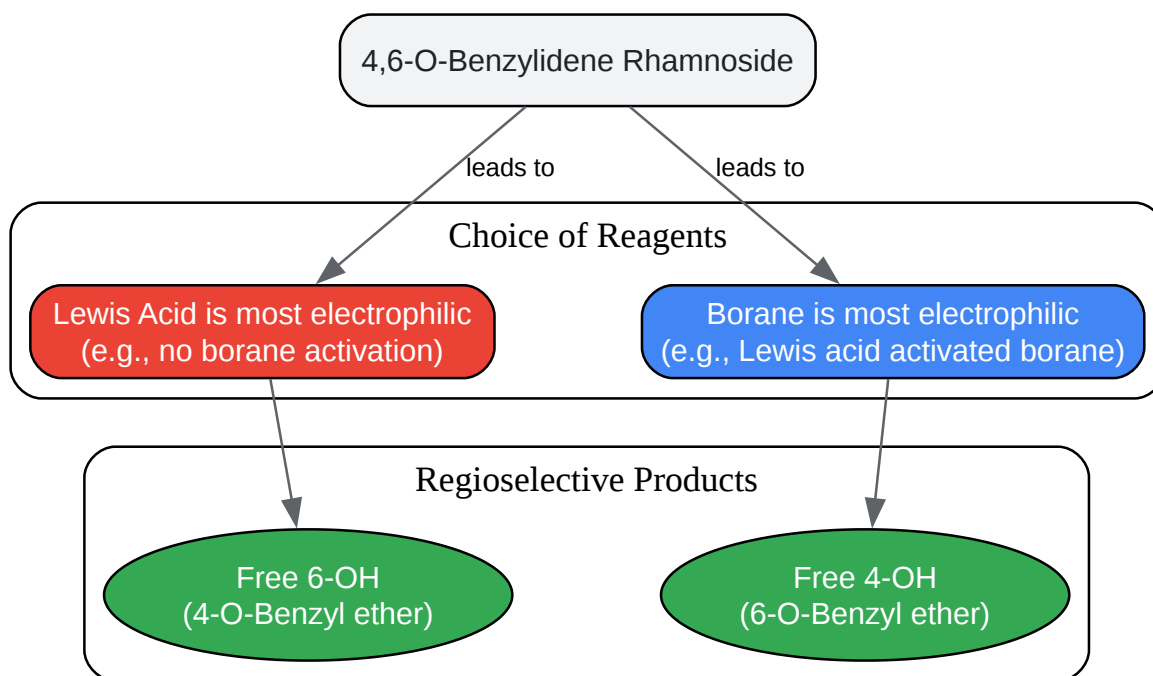 4,6-O-Benzylidene Rhamnoside
leads to
leads to
Choice of Reagents
Lewis Acid is most electrophilic
(e.g., no borane activation)
Borane is most electrophilic
(e.g., Lewis acid activated borane)
Regioselective Products
Free 6-OH
(4-O-Benzyl ether)
Free 4-OH
(6-O-Benzyl ether)